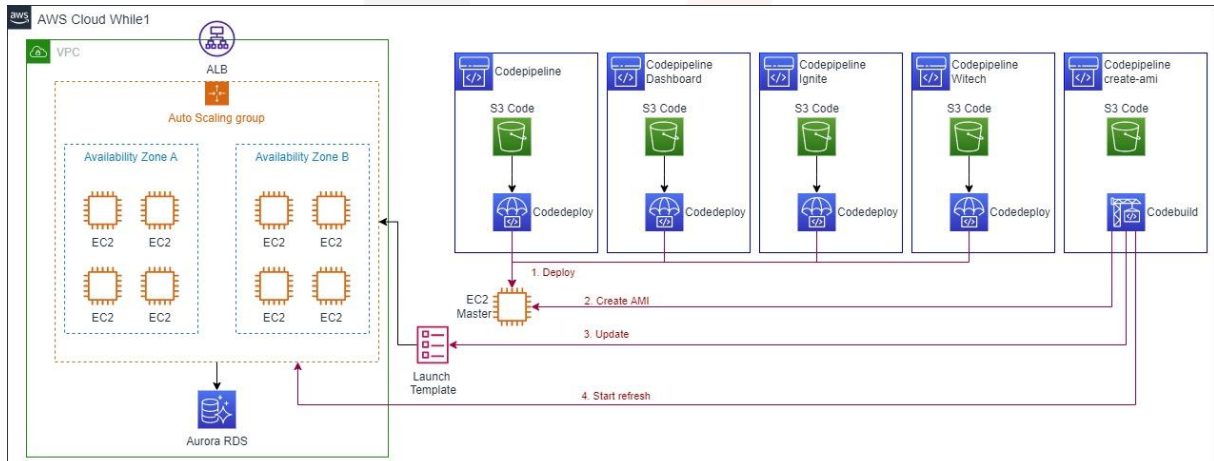 aws
AWS Cloud While1
VPC
ALB
Auto Scaling group
Availability Zone A
EC2
EC2
EC2
EC2
Availability Zone B
EC2
EC2
EC2
EC2
Aurora RDS
Codepipeline
S3 Code
Codedeploy
Codepipeline
Dashboard
S3 Code
Codedeploy
Codepipeline
Ignite
S3 Code
Codedeploy
Codepipeline
Witech
S3 Code
Codedeploy
Codepipeline
create-ami
S3 Code
Codebuild
1. Deploy
EC2
Master
2. Create AMI
3. Update
Launch
Template
4. Start refresh